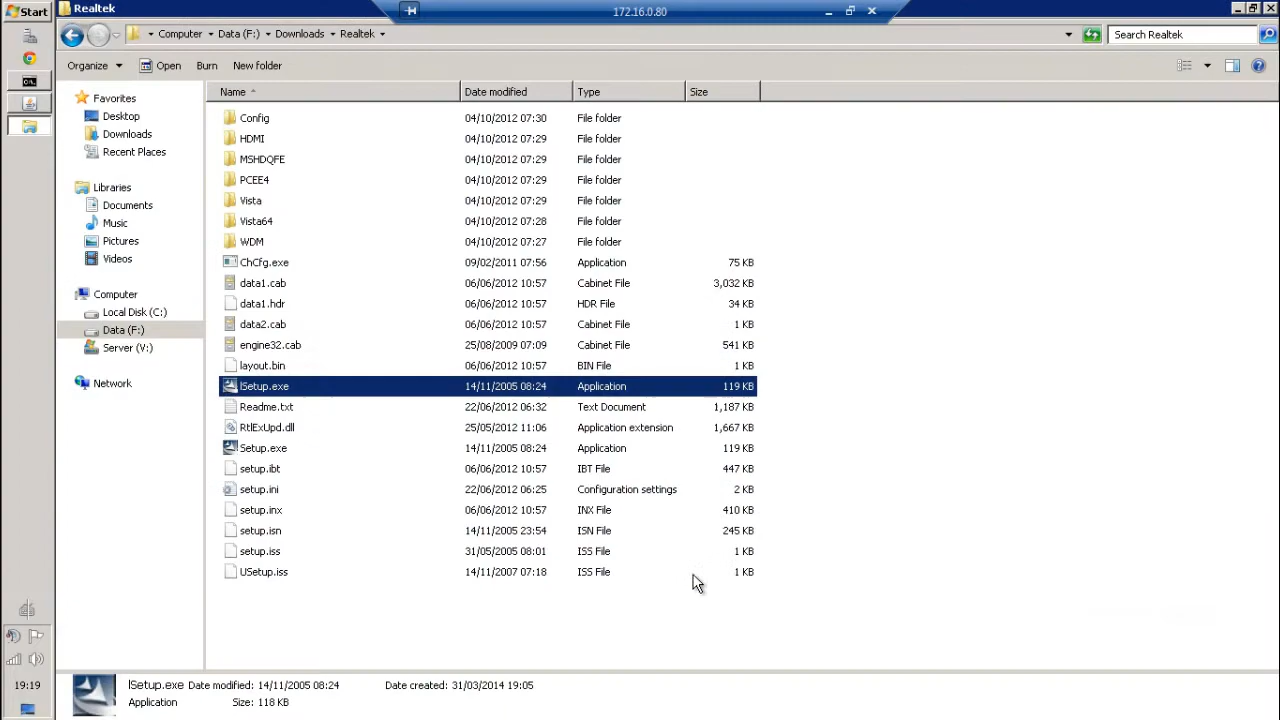 Start
Realtek
172.16.0.80
Computer Data (F:) Downloads Realtek
Search Realtek
Organize Open Burn New folder
Name Date modified Type Size
Favorites
Desktop
Downloads
Recent Places
Libraries
Documents
Music
Pictures
Videos
Computer
Local Disk (C:)
Data (F:)
Server (V:)
Network
Config 04/10/2012 07:30 File folder
HDMI 04/10/2012 07:29 File folder
MSHDQFE 04/10/2012 07:29 File folder
PCEE4 04/10/2012 07:29 File folder
Vista 04/10/2012 07:29 File folder
Vista64 04/10/2012 07:28 File folder
WDM 04/10/2012 07:27 File folder
ChCfg.exe 09/02/2011 07:56 Application 75 KB
data1.cab 06/06/2012 10:57 Cabinet File 3,032 KB
data1.hdr 06/06/2012 10:57 HDR File 34 KB
data2.cab 06/06/2012 10:57 Cabinet File 1 KB
engine32.cab 25/08/2009 07:09 Cabinet File 541 KB
layout.bin 06/06/2012 10:57 BIN File 1 KB
lSetup.exe 14/11/2005 08:24 Application 119 KB
Readme.txt 22/06/2012 06:32 Text Document 1,187 KB
RtlExUpd.dll 25/05/2012 11:06 Application extension 1,667 KB
Setup.exe 14/11/2005 08:24 Application 119 KB
setup.ibt 06/06/2012 10:57 IBT File 447 KB
setup.ini 22/06/2012 06:25 Configuration settings 2 KB
setup.inx 06/06/2012 10:57 INX File 410 KB
setup.isn 14/11/2005 23:54 ISN File 245 KB
setup.iss 31/05/2005 08:01 ISS File 1 KB
USetup.iss 14/11/2007 07:18 ISS File 1 KB
19:19
lSetup.exe Date modified: 14/11/2005 08:24 Date created: 31/03/2014 19:05
Application Size: 118 KB